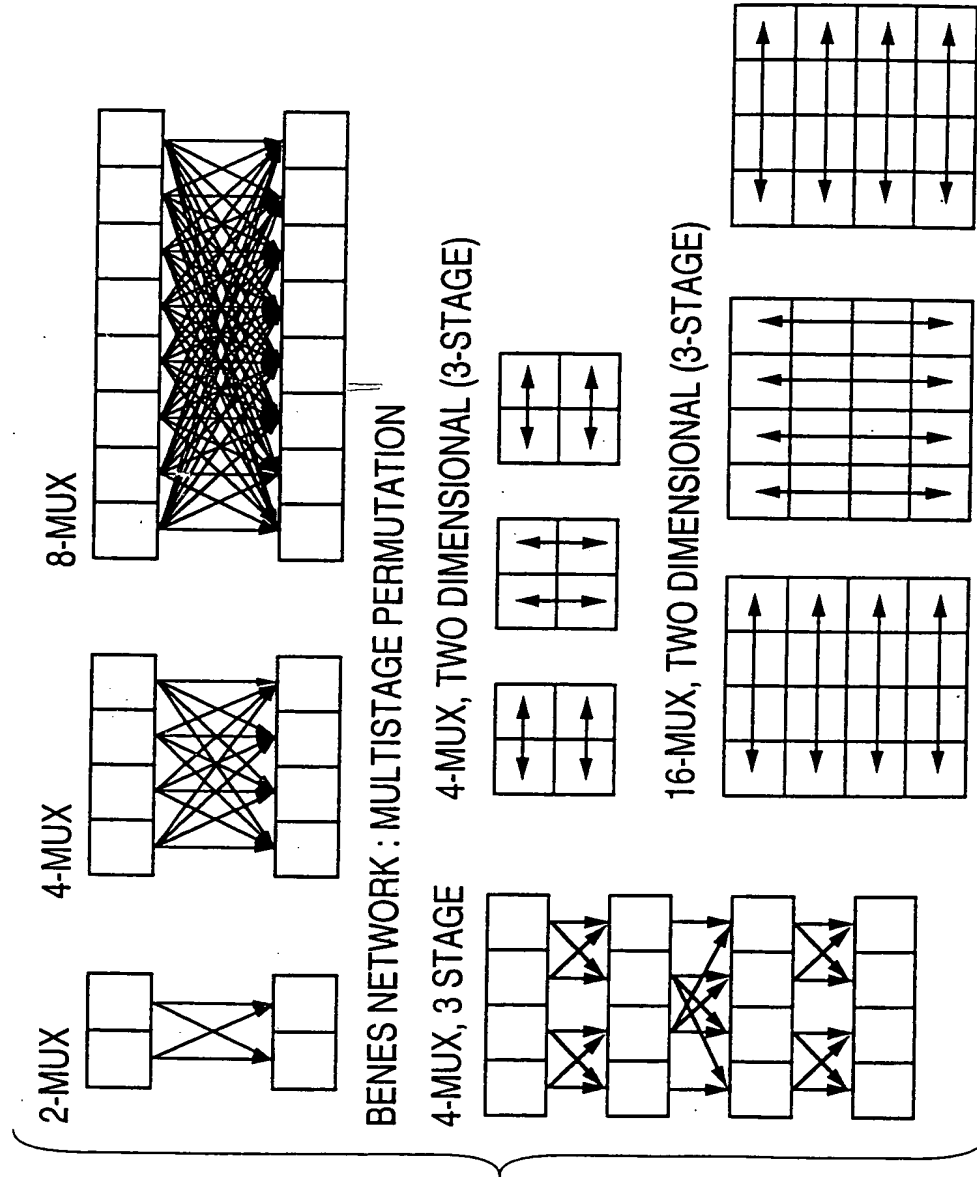 2-MUX
4-MUX
8-MUX
BENES NETWORK : MULTISTAGE PERMUTATION
4-MUX, 3 STAGE
4-MUX, TWO DIMENSIONAL (3-STAGE)
16-MUX, TWO DIMENSIONAL (3-STAGE)